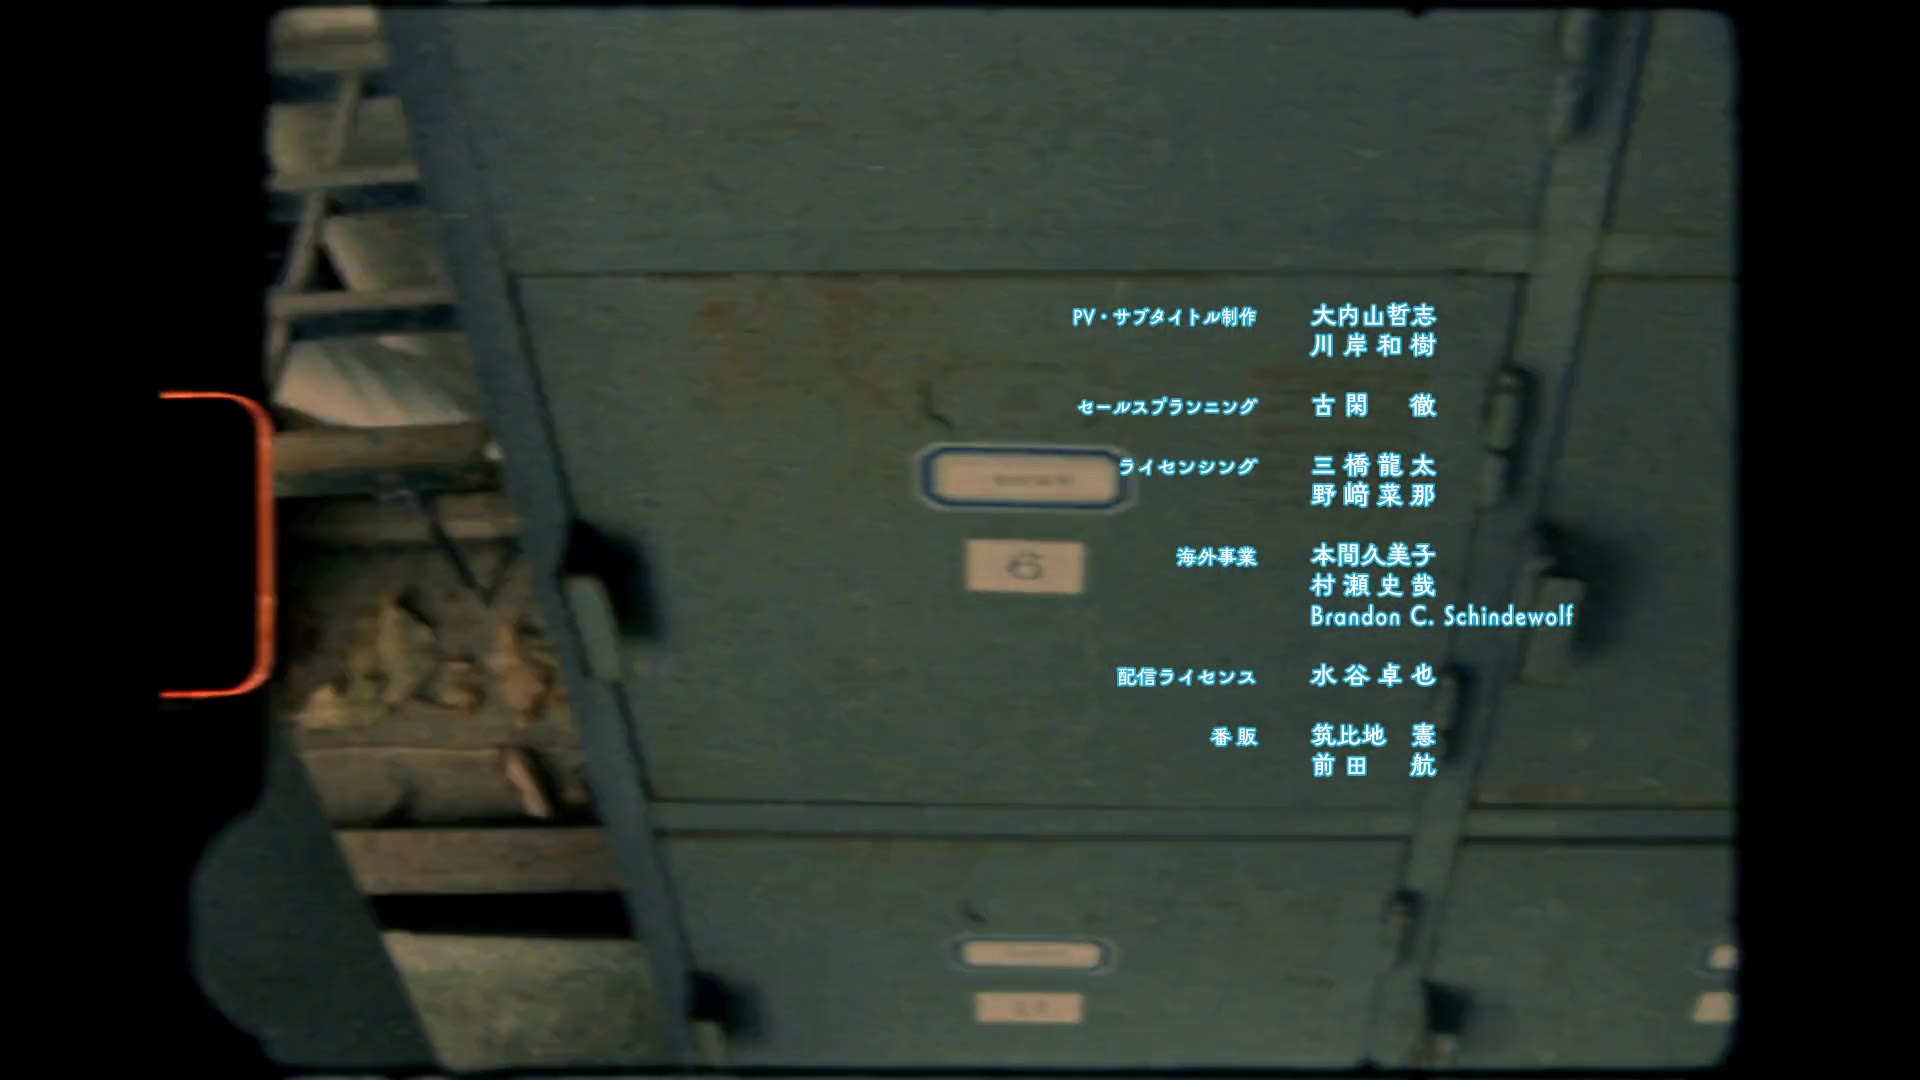 PV・サブタイトル制作 大内山哲志
川岸和樹
セールスプランニング 古閑 徹
ライセンシング 三橋龍太
野﨑菜那
海外事業 本間久美子
村瀬史哉
Brandon C. Schindewolf
配信ライセンス 水谷卓也
番販 筑比地 憲
前田 航
6